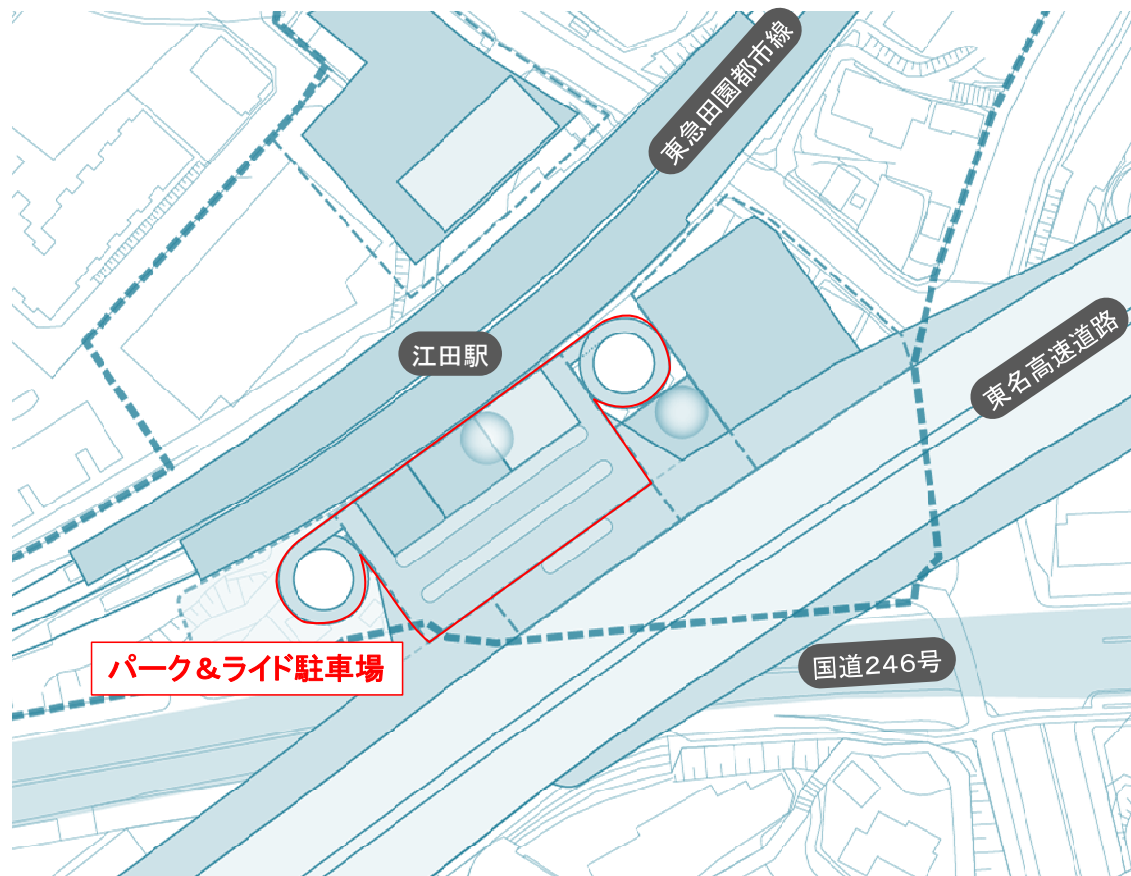 東急田園都市線
江田駅
東名高速道路
国道246号
パーク&ライド駐車場